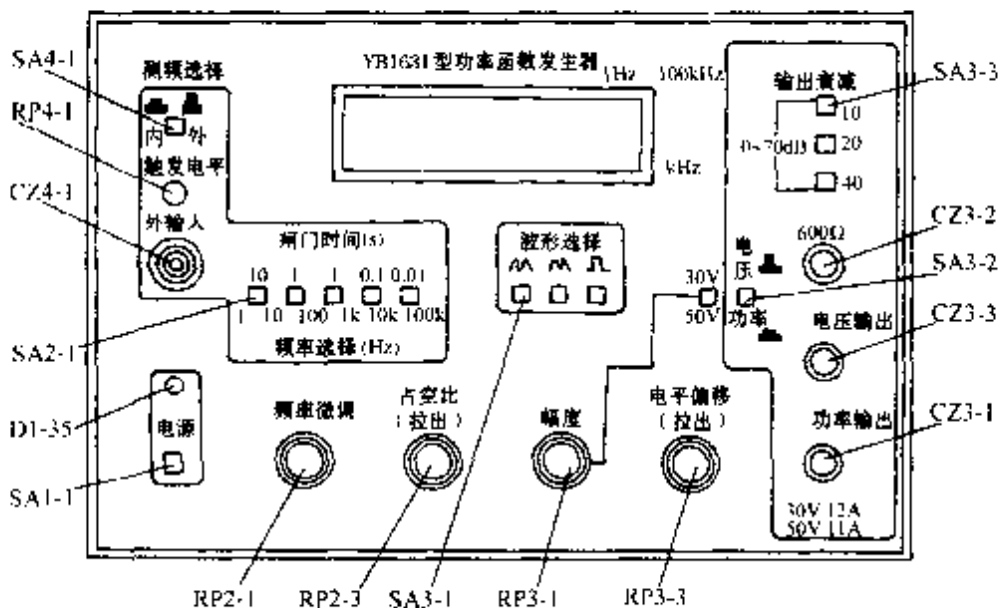 SA4-1
RP4-1
CZ4-1
SA2-1
D1-35
SA1-1
测频选择
内 外
触发电平
外输入
YB1631型功率函数发生器
100kHz
kHz
闸门时间(s)
10 1 1 0.1 0.01
1 10 100 1k 10k 100k
频率选择(Hz)
波形选择
电源
频率微调
占空比
(拉出)
幅度
电平偏移
(拉出)
30V
50V
输出衰减
10
0~70dB
20
40
600Ω
电压
功率
电压输出
功率输出
SA3-3
CZ3-2
SA3-2
CZ3-3
CZ3-1
RP2-1 RP2-3 SA3-1 RP3-1 RP3-3